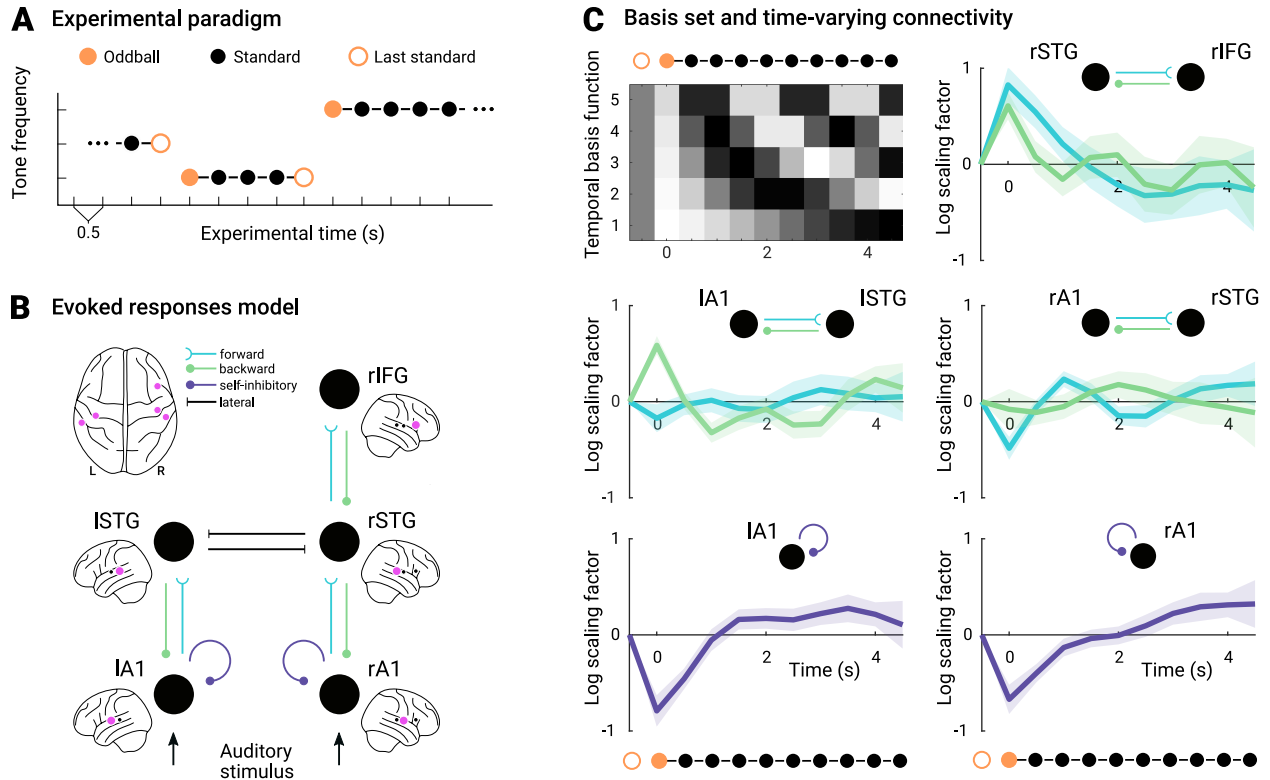 A Experimental paradigm
Oddball Standard Last standard
Tone frequency
0.5
Experimental time (s)
B Evoked responses model
forward
backward
self-inhibitory
lateral
L R
rIFG
lSTG rSTG
lA1 rA1
Auditory
stimulus
C Basis set and time-varying connectivity
Temporal basis function
5
4
3
2
1
0 2 4
rSTG rIFG
Log scaling factor
1
0
-1
0 2 4
lA1 lSTG
Log scaling factor
1
0
-1
0 2 4
rA1 rSTG
Log scaling factor
1
0
-1
0 2 4
lA1
Log scaling factor
1
0
-1
0 2 4
Time (s)
rA1
Log scaling factor
1
0
-1
0 2 4
Time (s)